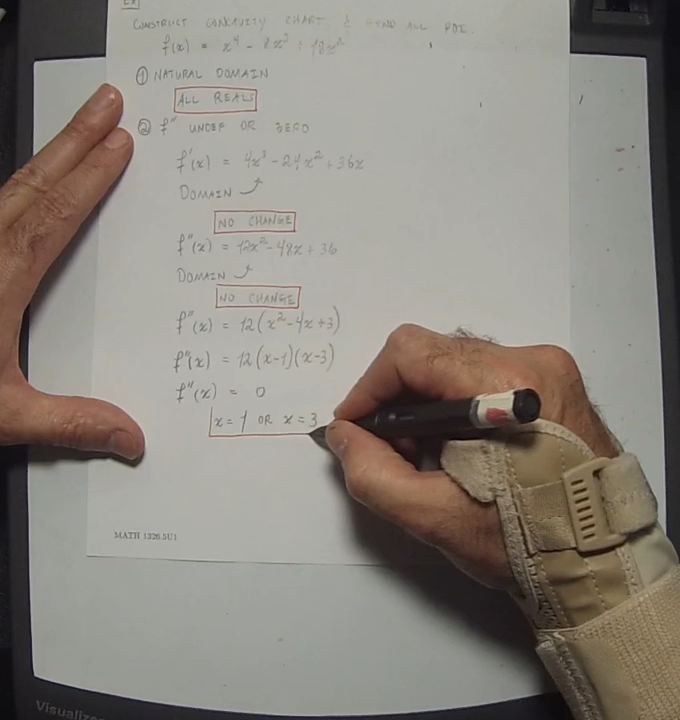 Ex
CONSTRUCT CONCAVITY CHART & FIND ALL POI.
f(x) = x⁴ - 8x³ + 18x²
① NATURAL DOMAIN
ALL REALS
② f'' UNDEF OR ZERO
f'(x) = 4x³ - 24x² + 36x
DOMAIN
NO CHANGE
f''(x) = 12x² - 48x + 36
DOMAIN
NO CHANGE
f''(x) = 12(x² - 4x + 3)
f''(x) = 12(x-1)(x-3)
f''(x) = 0
x = 1 OR x = 3
MATH 1326.5U1
Visualize